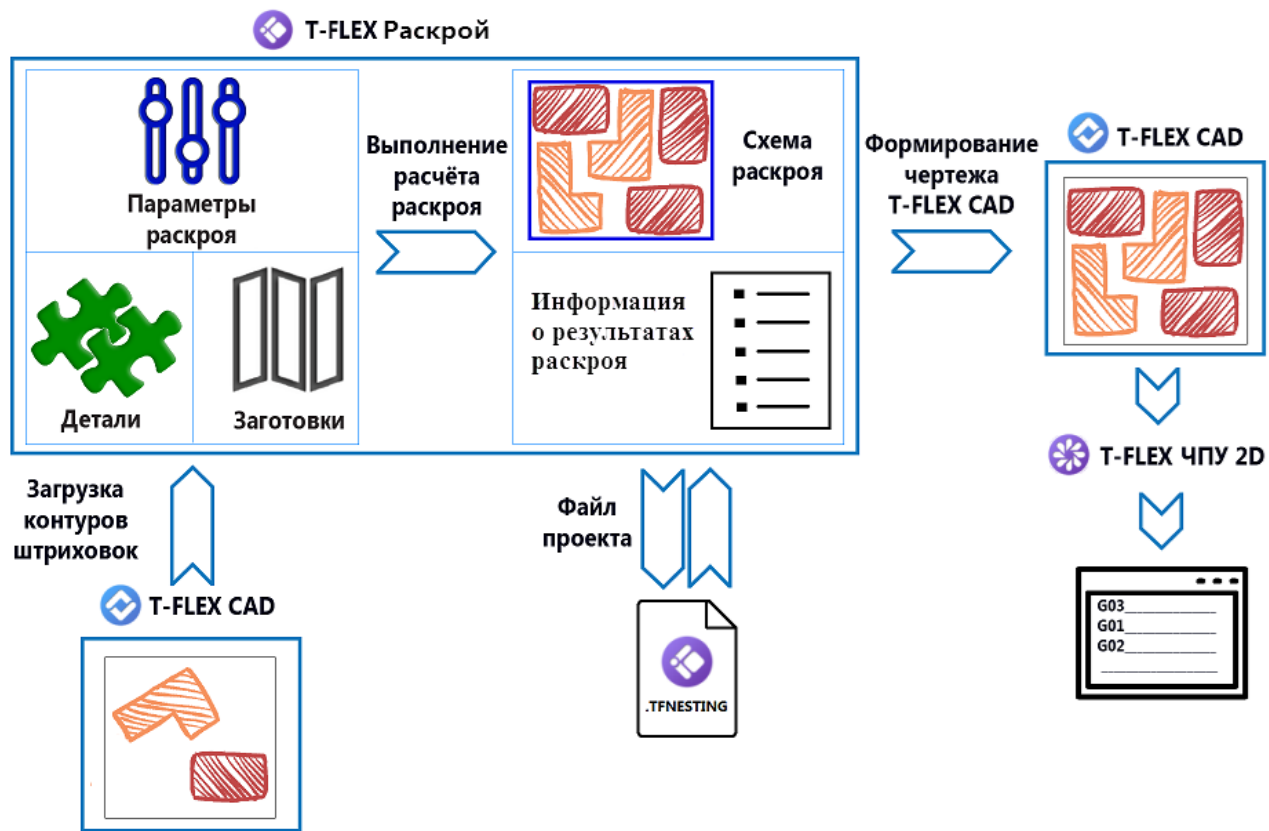 T-FLEX Раскрой
Параметры
раскроя
Детали
Заготовки
Выполнение
расчёта
раскроя
Схема
раскроя
Информация
о результатах
раскроя
Формирование
чертежа
T-FLEX CAD
T-FLEX CAD
T-FLEX ЧПУ 2D
G03
G01
G02
Загрузка
контуров
штриховок
T-FLEX CAD
Файл
проекта
.TFNESTING